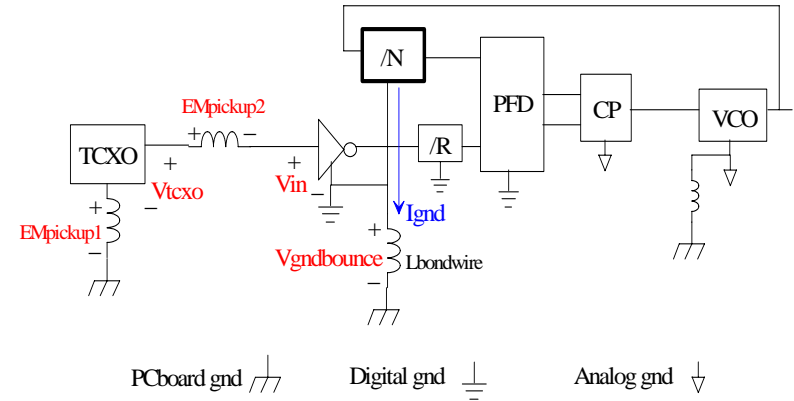 /N
EMpickup2
+ −
PFD
CP
VCO
TCXO
+
Vtcxo
−
+
Vin
−
/R
Ignd
+
EMpickup1
−
+
Vgndbounce
−
Lbondwire
PCboard gnd
Digital gnd
Analog gnd